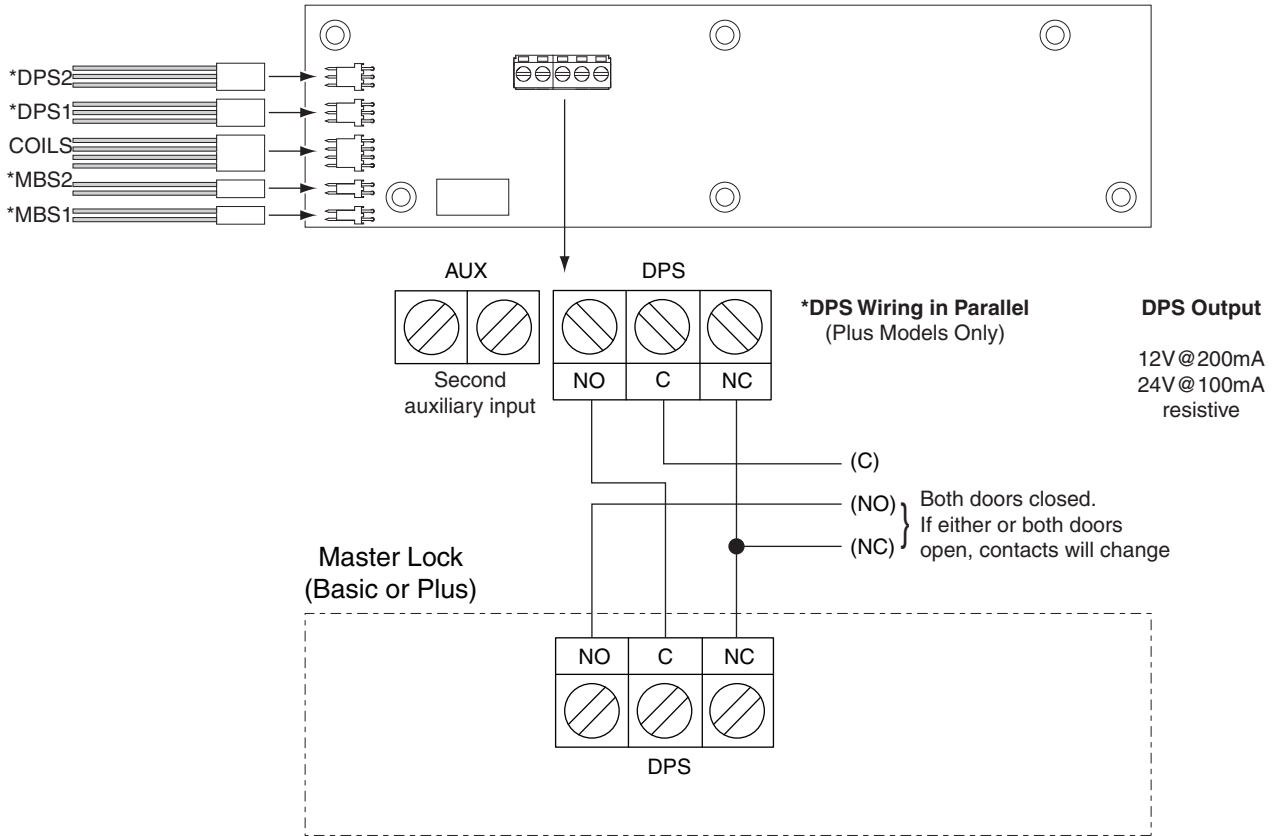 *DPS2
*DPS1
COILS
*MBS2
*MBS1
AUX
DPS
*DPS Wiring in Parallel
(Plus Models Only)
DPS Output
12V@200mA
24V@100mA
resistive
NO C NC
Second
auxiliary input
(C)
(NO)
(NC)
Both doors closed.
If either or both doors
open, contacts will change
Master Lock
(Basic or Plus)
NO C NC
DPS